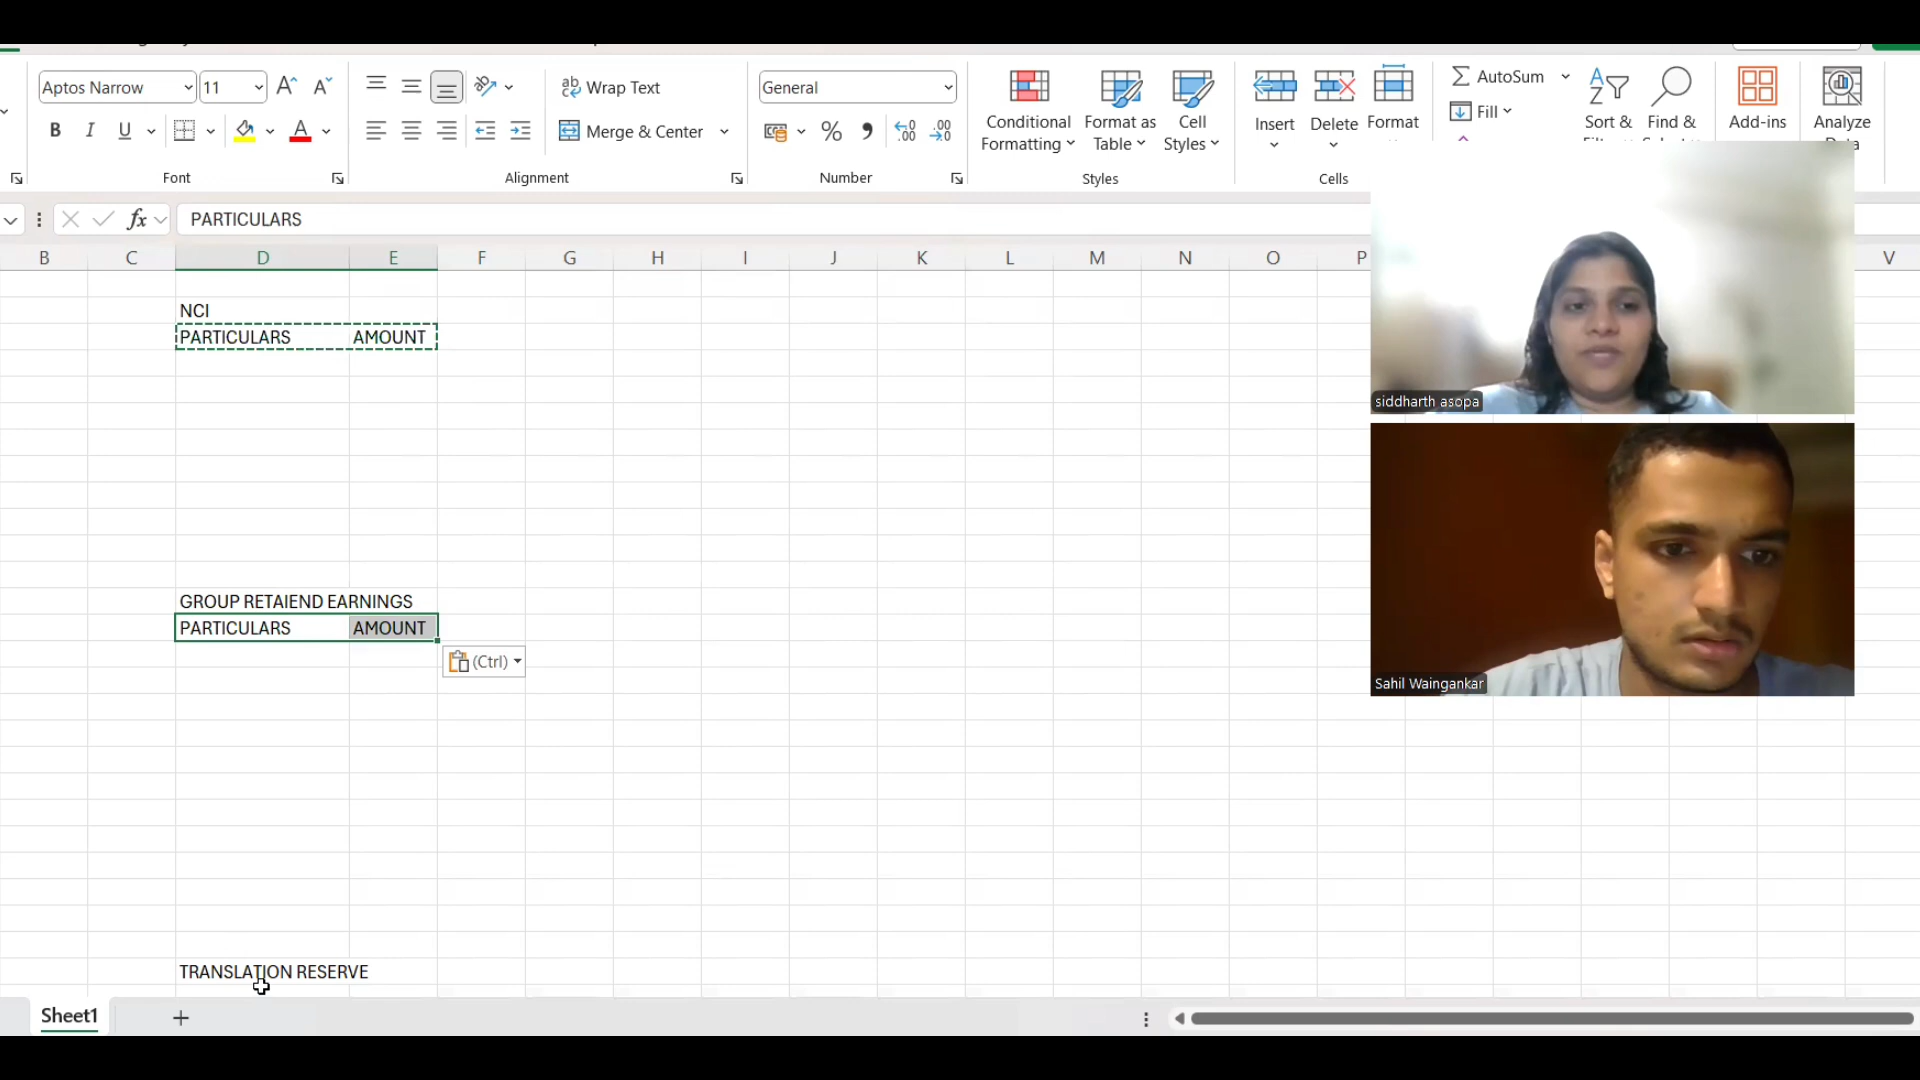 Aptos Narrow
11
Wrap Text
General
AutoSum
Fill
B I U
Merge & Center
%
Conditional Formatting
Format as Table
Cell Styles
Insert
Delete
Format
Sort &
Find &
Add-ins
Analyze
Font
Alignment
Number
Styles
Cells
fx
PARTICULARS
B C D E F G H I J K L M N O P V
NCI
PARTICULARS AMOUNT
siddharth asopa
GROUP RETAIEND EARNINGS
PARTICULARS AMOUNT
(Ctrl)
Sahil Waingankar
TRANSLATION RESERVE
Sheet1